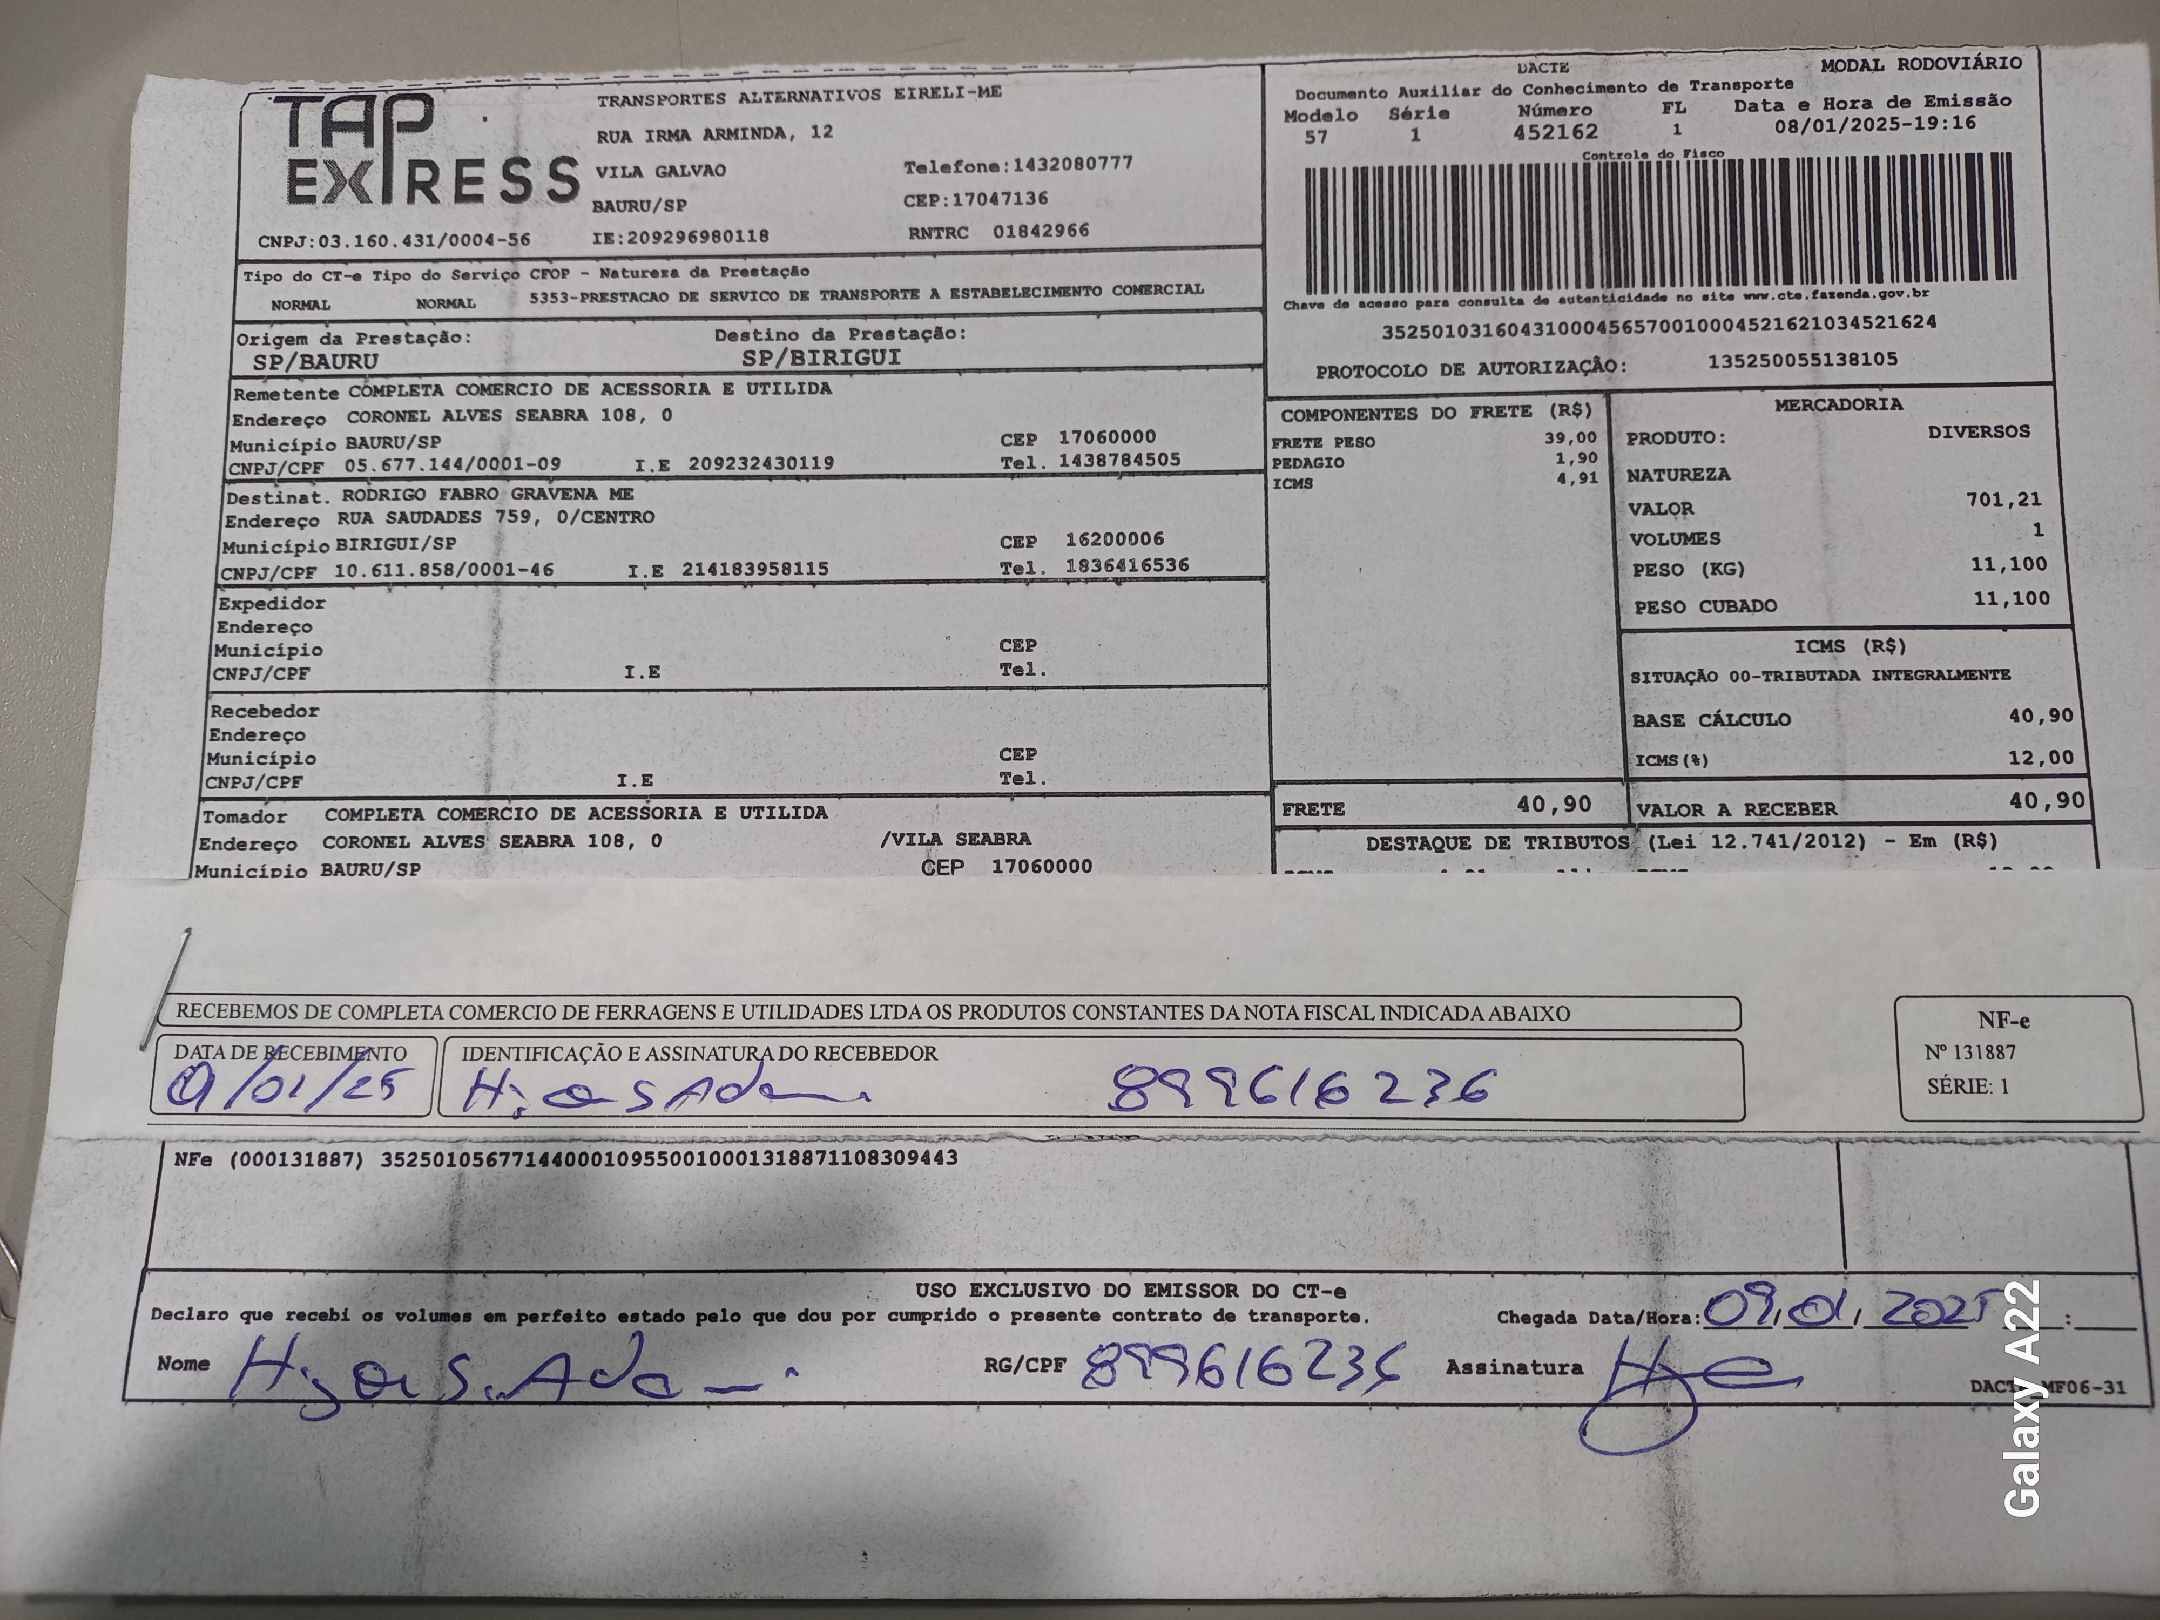 TAP EXPRESS
TRANSPORTES ALTERNATIVOS EIRELI-ME
RUA IRMA ARMINDA, 12
VILA GALVAO Telefone:1432080777
BAURU/SP CEP:17047136
CNPJ:03.160.431/0004-56 IE:209296980118 RNTRC 01842966
DACTE MODAL RODOVIÁRIO
Documento Auxiliar do Conhecimento de Transporte
Modelo Série Número FL Data e Hora de Emissão
57 1 452162 1 08/01/2025-19:16
Controle do Fisco
Chave de acesso para consulta de autenticidade no site www.cte.fazenda.gov.br
35250103160431000456570010004521621034521624
PROTOCOLO DE AUTORIZAÇÃO: 135250055138105
Tipo do CT-e Tipo do Serviço CFOP - Natureza da Prestação
NORMAL NORMAL 5353-PRESTACAO DE SERVICO DE TRANSPORTE A ESTABELECIMENTO COMERCIAL
Origem da Prestação: Destino da Prestação:
SP/BAURU SP/BIRIGUI
Remetente COMPLETA COMERCIO DE ACESSORIA E UTILIDA
Endereço CORONEL ALVES SEABRA 108, 0
Município BAURU/SP CEP 17060000
CNPJ/CPF 05.677.144/0001-09 I.E 209232430119 Tel. 1438784505
Destinat. RODRIGO FABRO GRAVENA ME
Endereço RUA SAUDADES 759, 0/CENTRO
Município BIRIGUI/SP CEP 16200006
CNPJ/CPF 10.611.858/0001-46 I.E 214183958115 Tel. 1836416536
Expedidor
Endereço
Município CEP
CNPJ/CPF I.E Tel.
Recebedor
Endereço
Município CEP
CNPJ/CPF I.E Tel.
Tomador COMPLETA COMERCIO DE ACESSORIA E UTILIDA
Endereço CORONEL ALVES SEABRA 108, 0 /VILA SEABRA
Município BAURU/SP CEP 17060000
COMPONENTES DO FRETE (R$)
FRETE PESO 39,00
PEDAGIO 1,90
ICMS 4,91
FRETE 40,90
MERCADORIA
PRODUTO: DIVERSOS
NATUREZA
VALOR 701,21
VOLUMES 1
PESO (KG) 11,100
PESO CUBADO 11,100
ICMS (R$)
SITUAÇÃO 00-TRIBUTADA INTEGRALMENTE
BASE CÁLCULO 40,90
ICMS(%) 12,00
VALOR A RECEBER 40,90
DESTAQUE DE TRIBUTOS (Lei 12.741/2012) - Em (R$)
RECEBEMOS DE COMPLETA COMERCIO DE FERRAGENS E UTILIDADES LTDA OS PRODUTOS CONSTANTES DA NOTA FISCAL INDICADA ABAIXO
DATA DE RECEBIMENTO IDENTIFICAÇÃO E ASSINATURA DO RECEBEDOR
9/01/25 899616236
NF-e
Nº 131887
SÉRIE: 1
NFe (000131887) 35250105677144000109550010001318871108309443
USO EXCLUSIVO DO EMISSOR DO CT-e
Declaro que recebi os volumes em perfeito estado pelo que dou por cumprido o presente contrato de transporte. Chegada Data/Hora: 09,01,2025 :
Nome RG/CPF 899616236 Assinatura
MF06-31
Galaxy A22